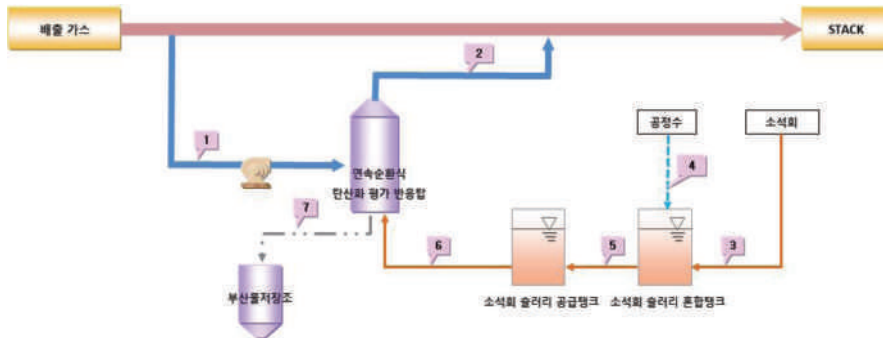 배출 가스
STACK
2
공정수
소석회
1
연속순환식
탄산화 평가 반응탑
4
7
6
5
3
부산물저장조
소석회 슬러리 공급탱크
소석회 슬러리 혼합탱크